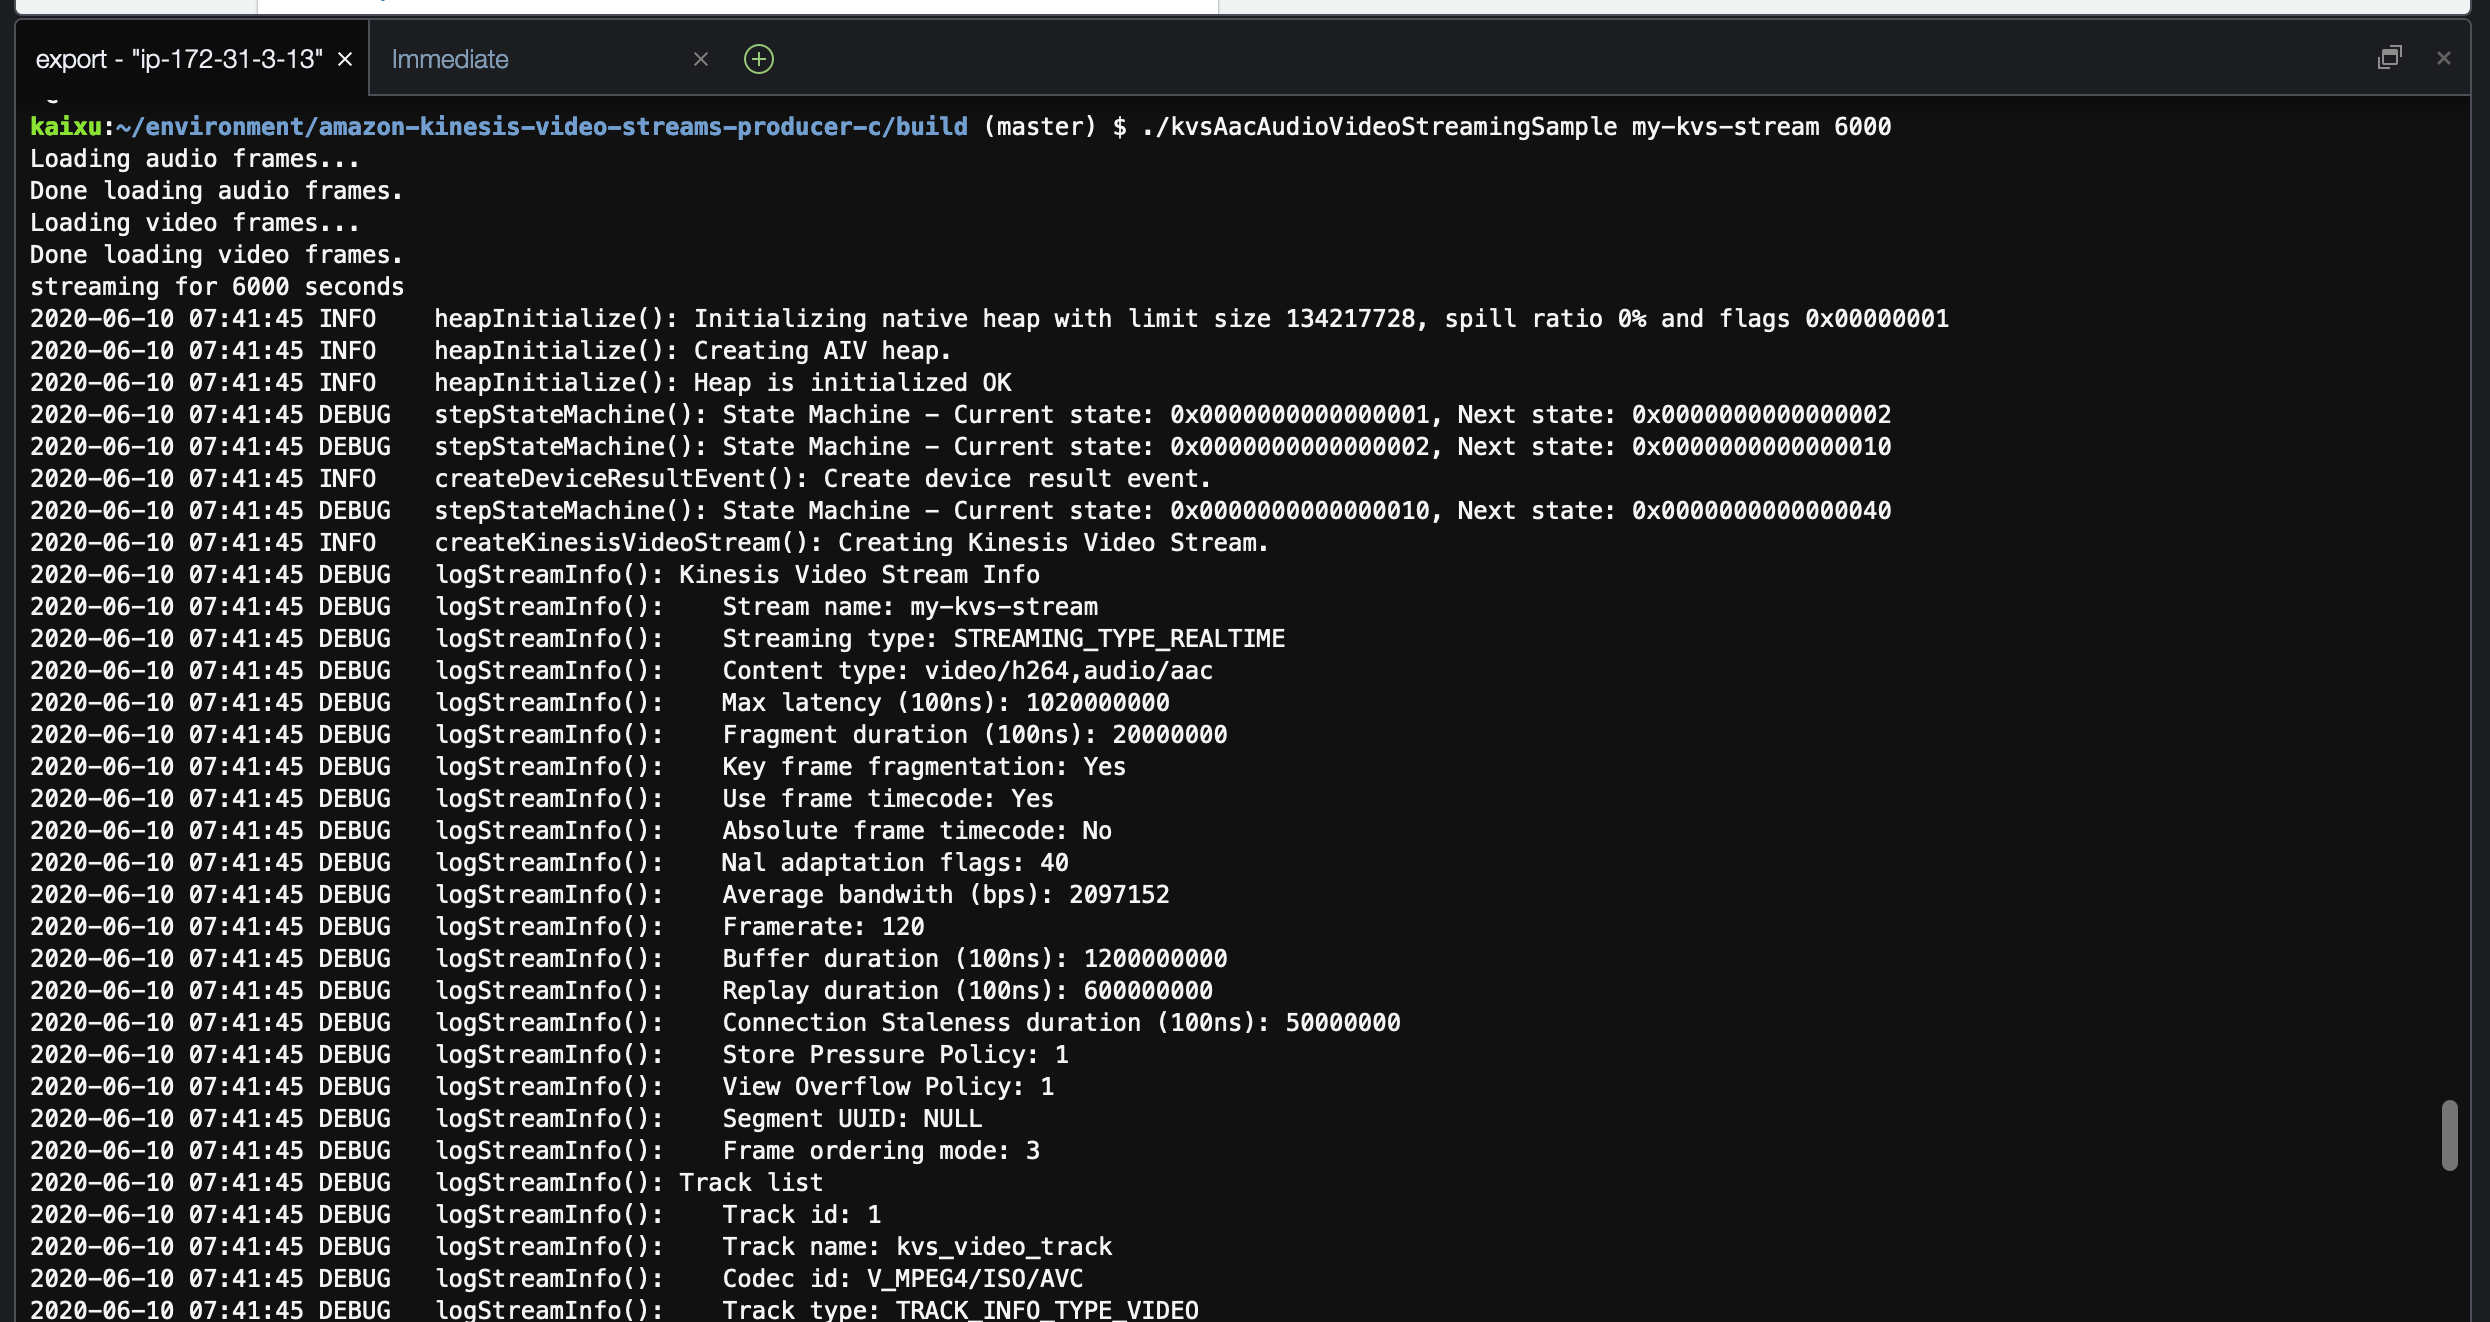 export - "ip-172-31-3-13" ×
Immediate ×
kaixu:~/environment/amazon-kinesis-video-streams-producer-c/build (master) $ ./kvsAacAudioVideoStreamingSample my-kvs-stream 6000
Loading audio frames...
Done loading audio frames.
Loading video frames...
Done loading video frames.
streaming for 6000 seconds
2020-06-10 07:41:45 INFO    heapInitialize(): Initializing native heap with limit size 134217728, spill ratio 0% and flags 0x00000001
2020-06-10 07:41:45 INFO    heapInitialize(): Creating AIV heap.
2020-06-10 07:41:45 INFO    heapInitialize(): Heap is initialized OK
2020-06-10 07:41:45 DEBUG   stepStateMachine(): State Machine - Current state: 0x0000000000000001, Next state: 0x0000000000000002
2020-06-10 07:41:45 DEBUG   stepStateMachine(): State Machine - Current state: 0x0000000000000002, Next state: 0x0000000000000010
2020-06-10 07:41:45 INFO    createDeviceResultEvent(): Create device result event.
2020-06-10 07:41:45 DEBUG   stepStateMachine(): State Machine - Current state: 0x0000000000000010, Next state: 0x0000000000000040
2020-06-10 07:41:45 INFO    createKinesisVideoStream(): Creating Kinesis Video Stream.
2020-06-10 07:41:45 DEBUG   logStreamInfo(): Kinesis Video Stream Info
2020-06-10 07:41:45 DEBUG   logStreamInfo():    Stream name: my-kvs-stream
2020-06-10 07:41:45 DEBUG   logStreamInfo():    Streaming type: STREAMING_TYPE_REALTIME
2020-06-10 07:41:45 DEBUG   logStreamInfo():    Content type: video/h264,audio/aac
2020-06-10 07:41:45 DEBUG   logStreamInfo():    Max latency (100ns): 1020000000
2020-06-10 07:41:45 DEBUG   logStreamInfo():    Fragment duration (100ns): 20000000
2020-06-10 07:41:45 DEBUG   logStreamInfo():    Key frame fragmentation: Yes
2020-06-10 07:41:45 DEBUG   logStreamInfo():    Use frame timecode: Yes
2020-06-10 07:41:45 DEBUG   logStreamInfo():    Absolute frame timecode: No
2020-06-10 07:41:45 DEBUG   logStreamInfo():    Nal adaptation flags: 40
2020-06-10 07:41:45 DEBUG   logStreamInfo():    Average bandwith (bps): 2097152
2020-06-10 07:41:45 DEBUG   logStreamInfo():    Framerate: 120
2020-06-10 07:41:45 DEBUG   logStreamInfo():    Buffer duration (100ns): 1200000000
2020-06-10 07:41:45 DEBUG   logStreamInfo():    Replay duration (100ns): 600000000
2020-06-10 07:41:45 DEBUG   logStreamInfo():    Connection Staleness duration (100ns): 50000000
2020-06-10 07:41:45 DEBUG   logStreamInfo():    Store Pressure Policy: 1
2020-06-10 07:41:45 DEBUG   logStreamInfo():    View Overflow Policy: 1
2020-06-10 07:41:45 DEBUG   logStreamInfo():    Segment UUID: NULL
2020-06-10 07:41:45 DEBUG   logStreamInfo():    Frame ordering mode: 3
2020-06-10 07:41:45 DEBUG   logStreamInfo(): Track list
2020-06-10 07:41:45 DEBUG   logStreamInfo():    Track id: 1
2020-06-10 07:41:45 DEBUG   logStreamInfo():    Track name: kvs_video_track
2020-06-10 07:41:45 DEBUG   logStreamInfo():    Codec id: V_MPEG4/ISO/AVC
2020-06-10 07:41:45 DEBUG   logStreamInfo():    Track type: TRACK_INFO_TYPE_VIDEO